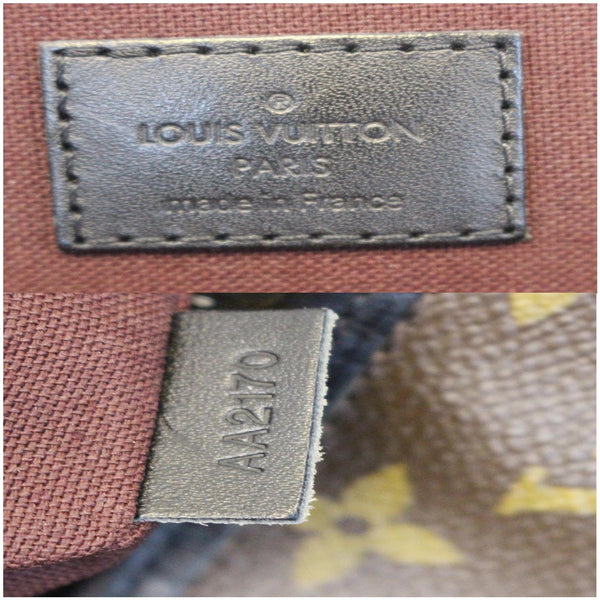 ®
LOUIS VUITTON
PARIS
made in France
AA2170